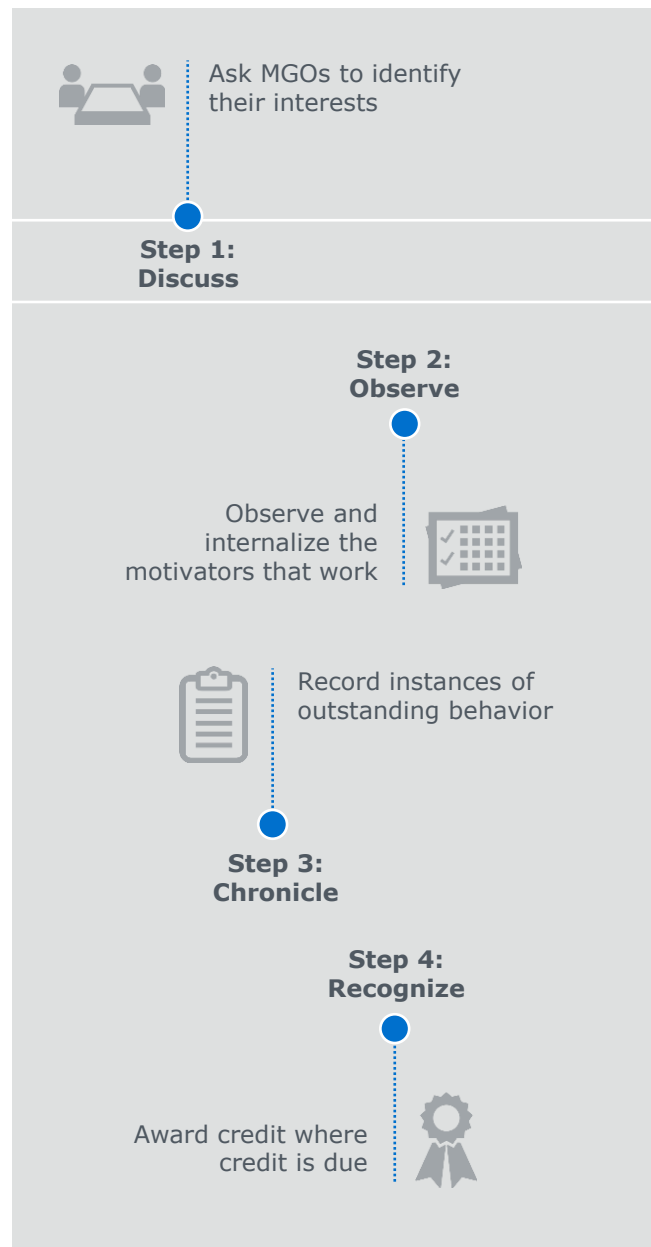 Ask MGOs to identify
their interests
Step 1:
Discuss
Step 2:
Observe
Observe and
internalize the
motivators that work
Record instances of
outstanding behavior
Step 3:
Chronicle
Step 4:
Recognize
Award credit where
credit is due